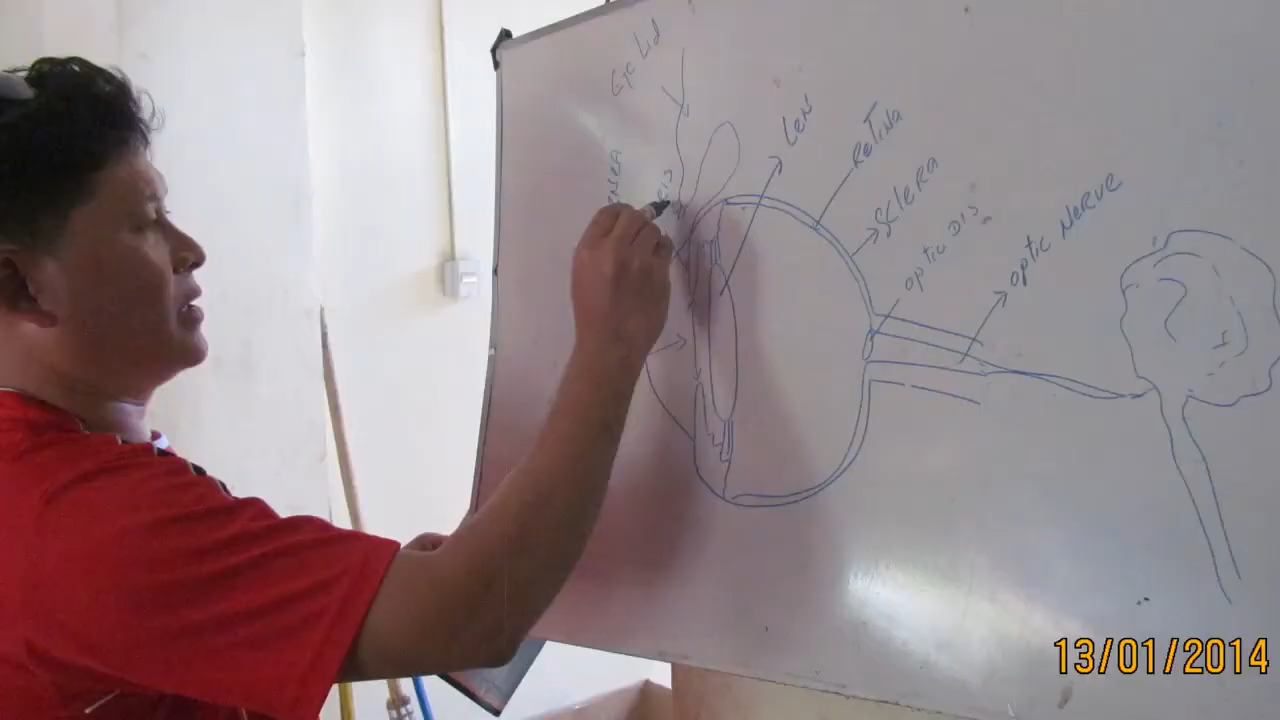 Eye Lid
Len
Retina
Sclera
optic Dis
optic Nerve
13/01/2014